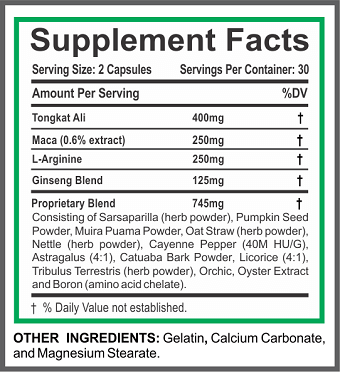 Supplement Facts
Serving Size: 2 Capsules Servings Per Container: 30
Amount Per Serving %DV
Tongkat Ali 400mg †
Maca (0.6% extract) 250mg †
L-Arginine 250mg †
Ginseng Blend 125mg †
Proprietary Blend 745mg †
Consisting of Sarsaparilla (herb powder), Pumpkin Seed
Powder, Muira Puama Powder, Oat Straw (herb powder),
Nettle (herb powder), Cayenne Pepper (40M HU/G),
Astragalus (4:1), Catuaba Bark Powder, Licorice (4:1),
Tribulus Terrestris (herb powder), Orchic, Oyster Extract
and Boron (amino acid chelate).
† % Daily Value not established.
OTHER INGREDIENTS: Gelatin, Calcium Carbonate,
and Magnesium Stearate.